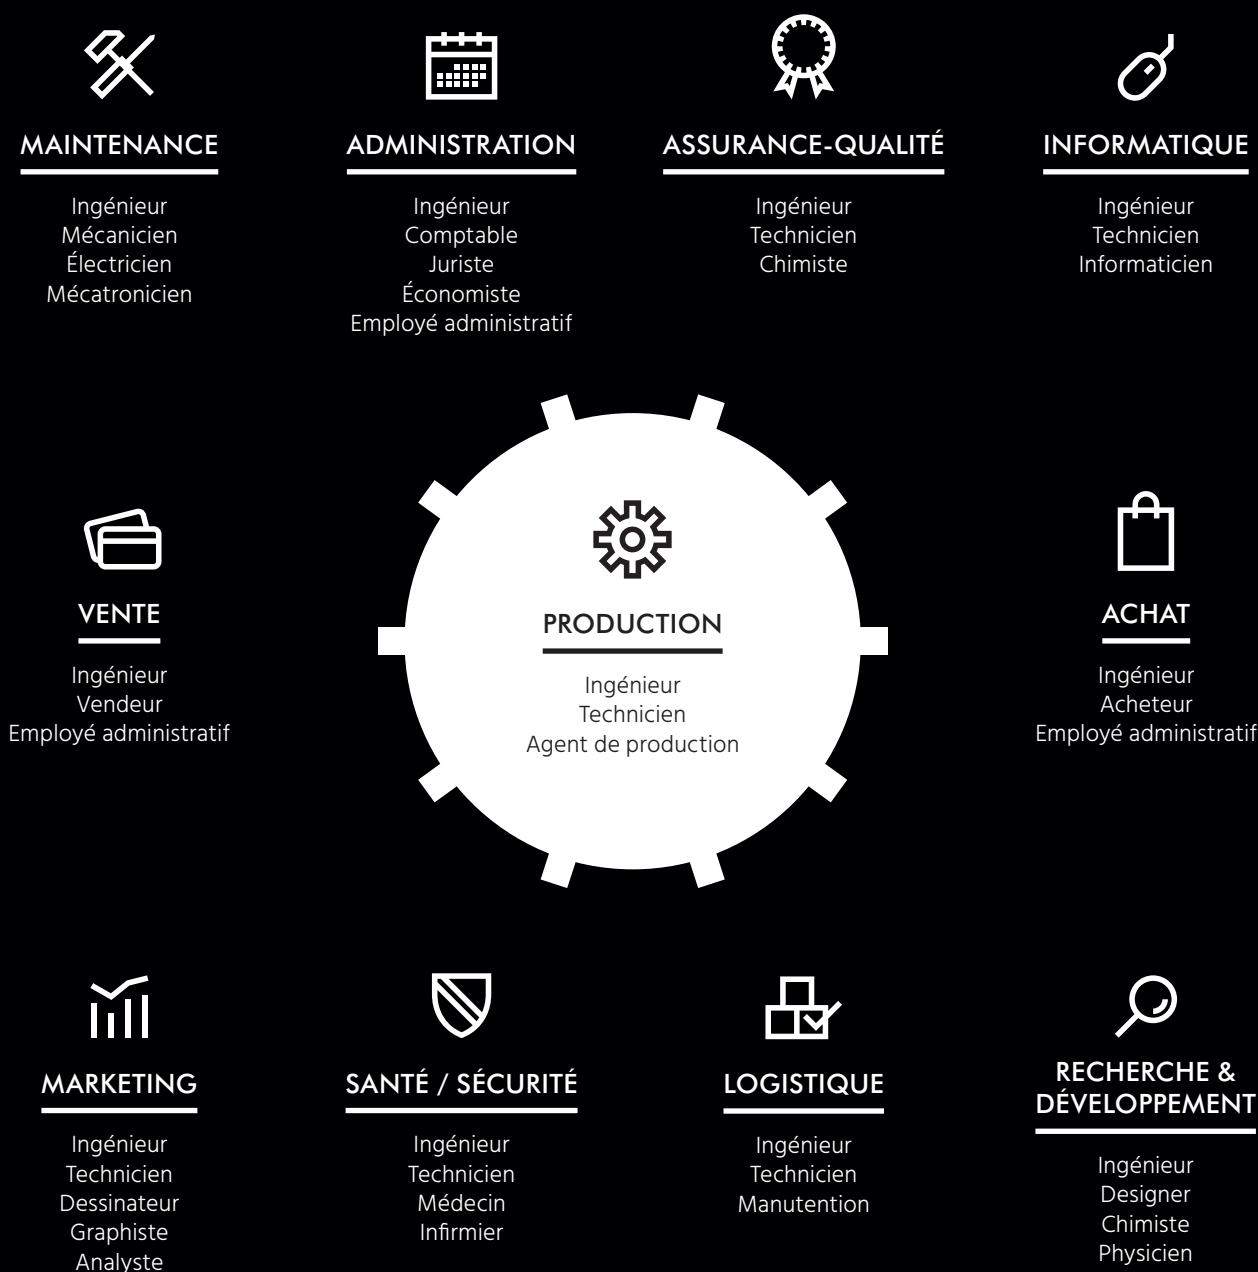 MAINTENANCE
Ingénieur
Mécanicien
Électricien
Mécatronicien
ADMINISTRATION
Ingénieur
Comptable
Juriste
Économiste
Employé administratif
ASSURANCE-QUALITÉ
Ingénieur
Technicien
Chimiste
INFORMATIQUE
Ingénieur
Technicien
Informaticien
VENTE
Ingénieur
Vendeur
Employé administratif
PRODUCTION
Ingénieur
Technicien
Agent de production
ACHAT
Ingénieur
Acheteur
Employé administratif
MARKETING
Ingénieur
Technicien
Dessinateur
Graphiste
Analyste
SANTÉ / SÉCURITÉ
Ingénieur
Technicien
Médecin
Infirmier
LOGISTIQUE
Ingénieur
Technicien
Manutention
RECHERCHE &
DÉVELOPPEMENT
Ingénieur
Designer
Chimiste
Physicien